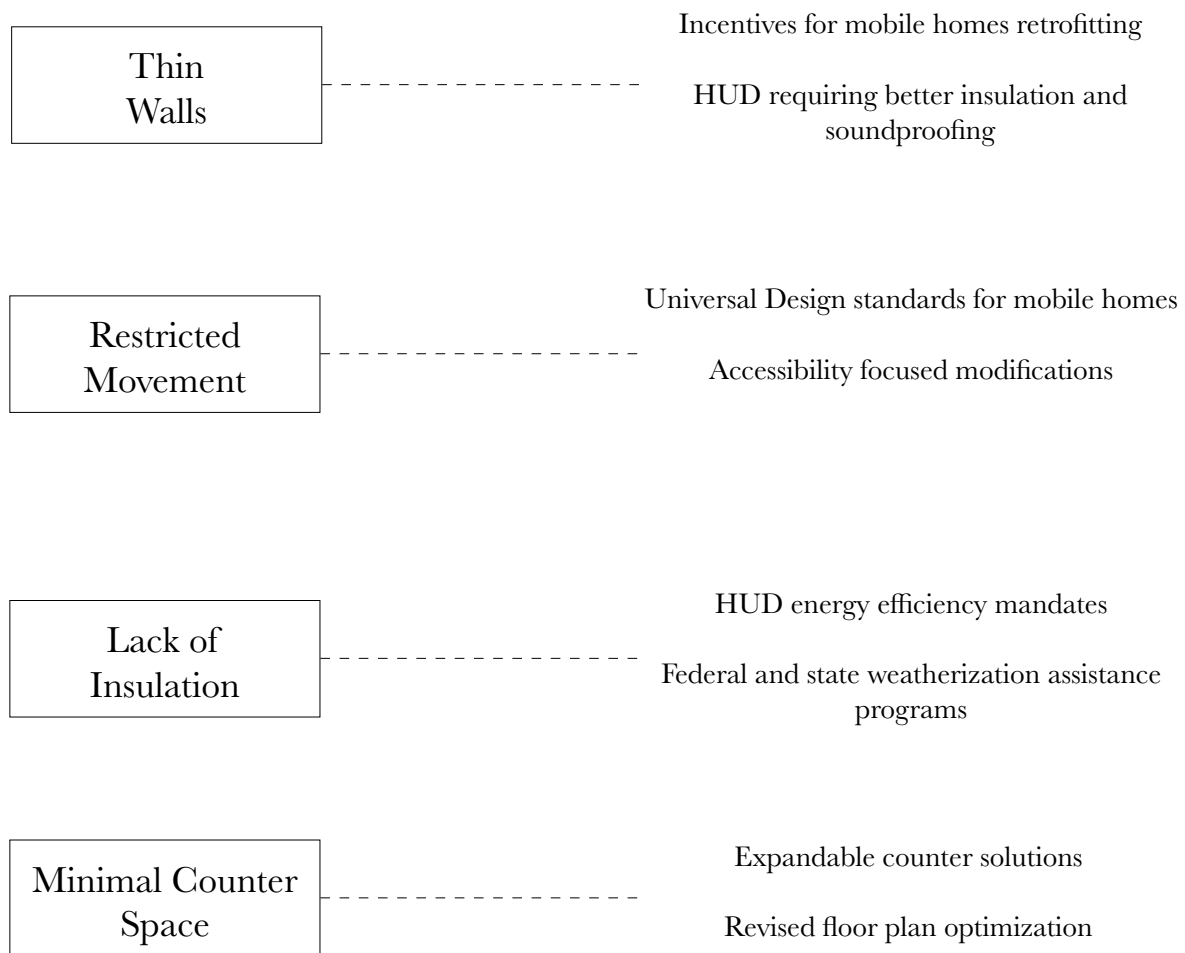 Thin
Walls
Incentives for mobile homes retrofitting
HUD requiring better insulation and
soundproofing
Restricted
Movement
Universal Design standards for mobile homes
Accessibility focused modifications
Lack of
Insulation
HUD energy efficiency mandates
Federal and state weatherization assistance
programs
Minimal Counter
Space
Expandable counter solutions
Revised floor plan optimization